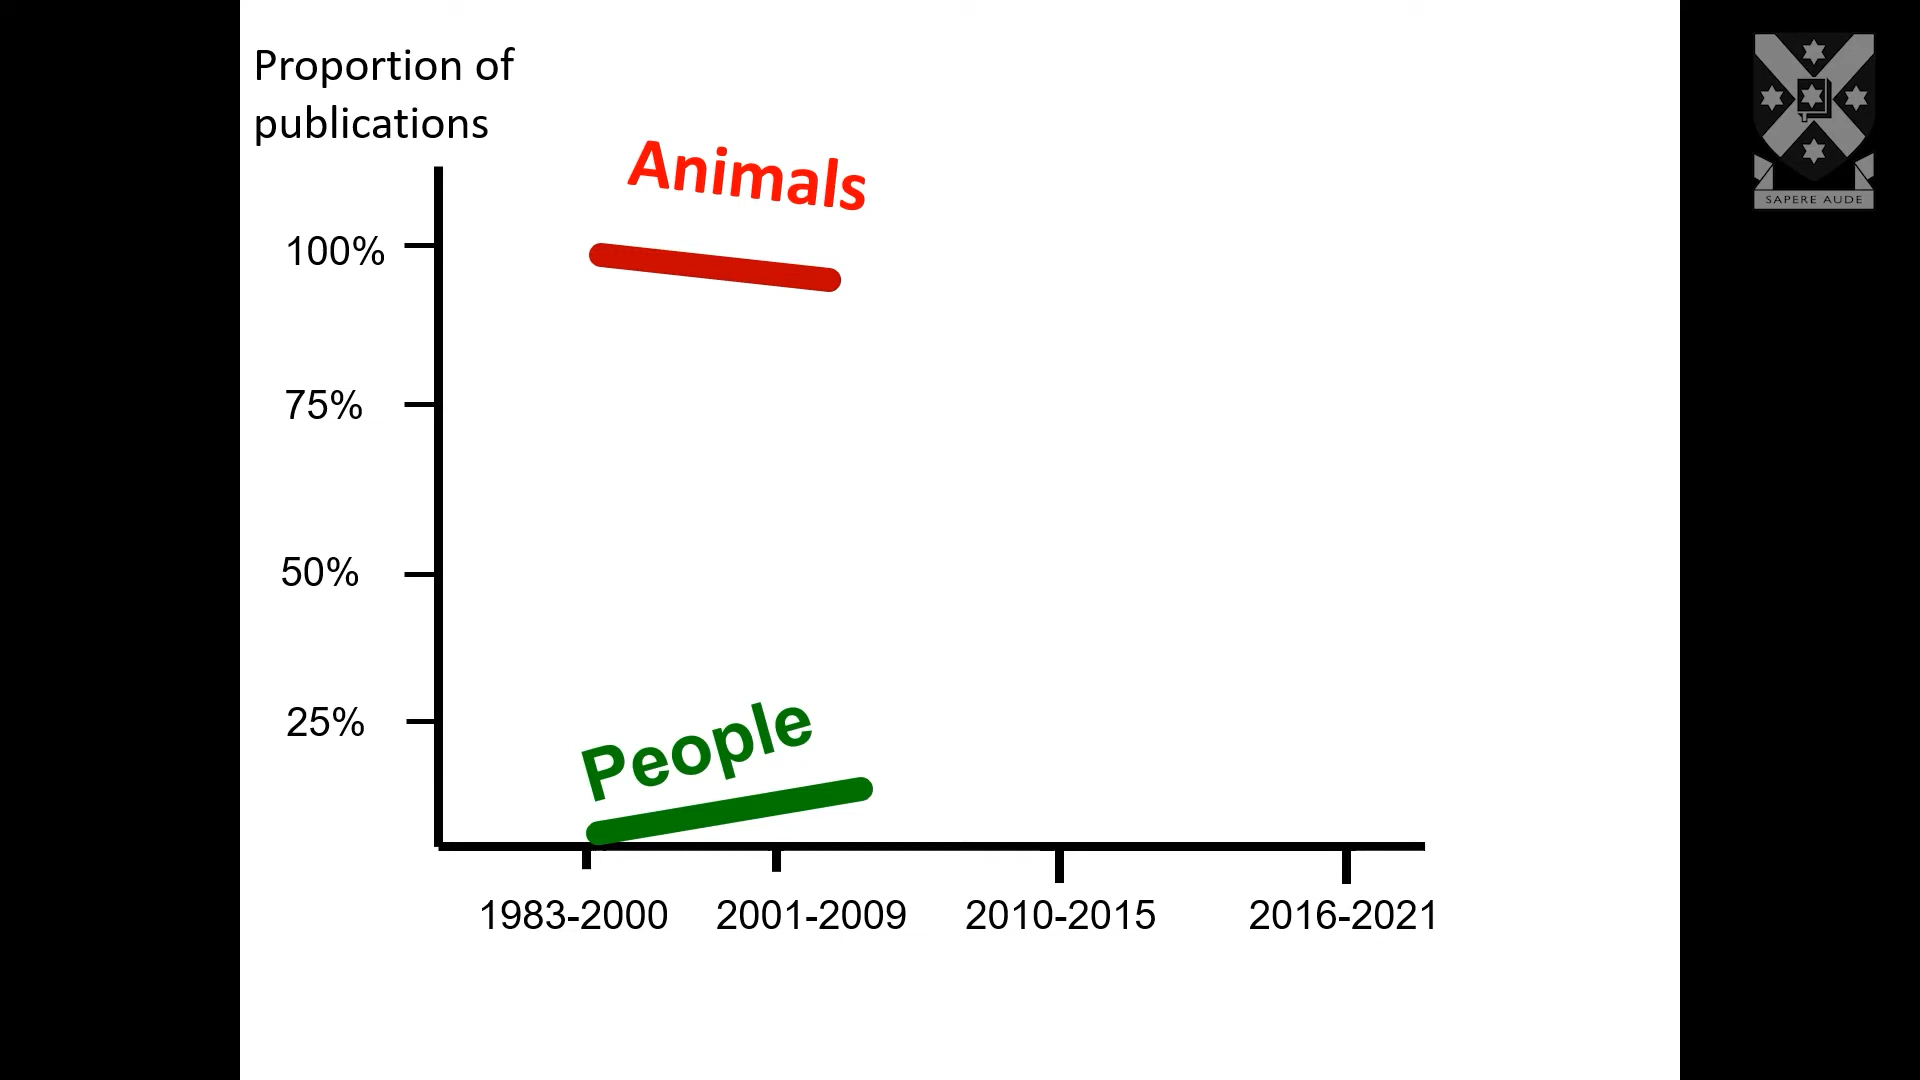 Proportion of
publications
Animals
100%
75%
50%
25%
People
1983-2000
2001-2009
2010-2015
2016-2021
SAPERE AUDE